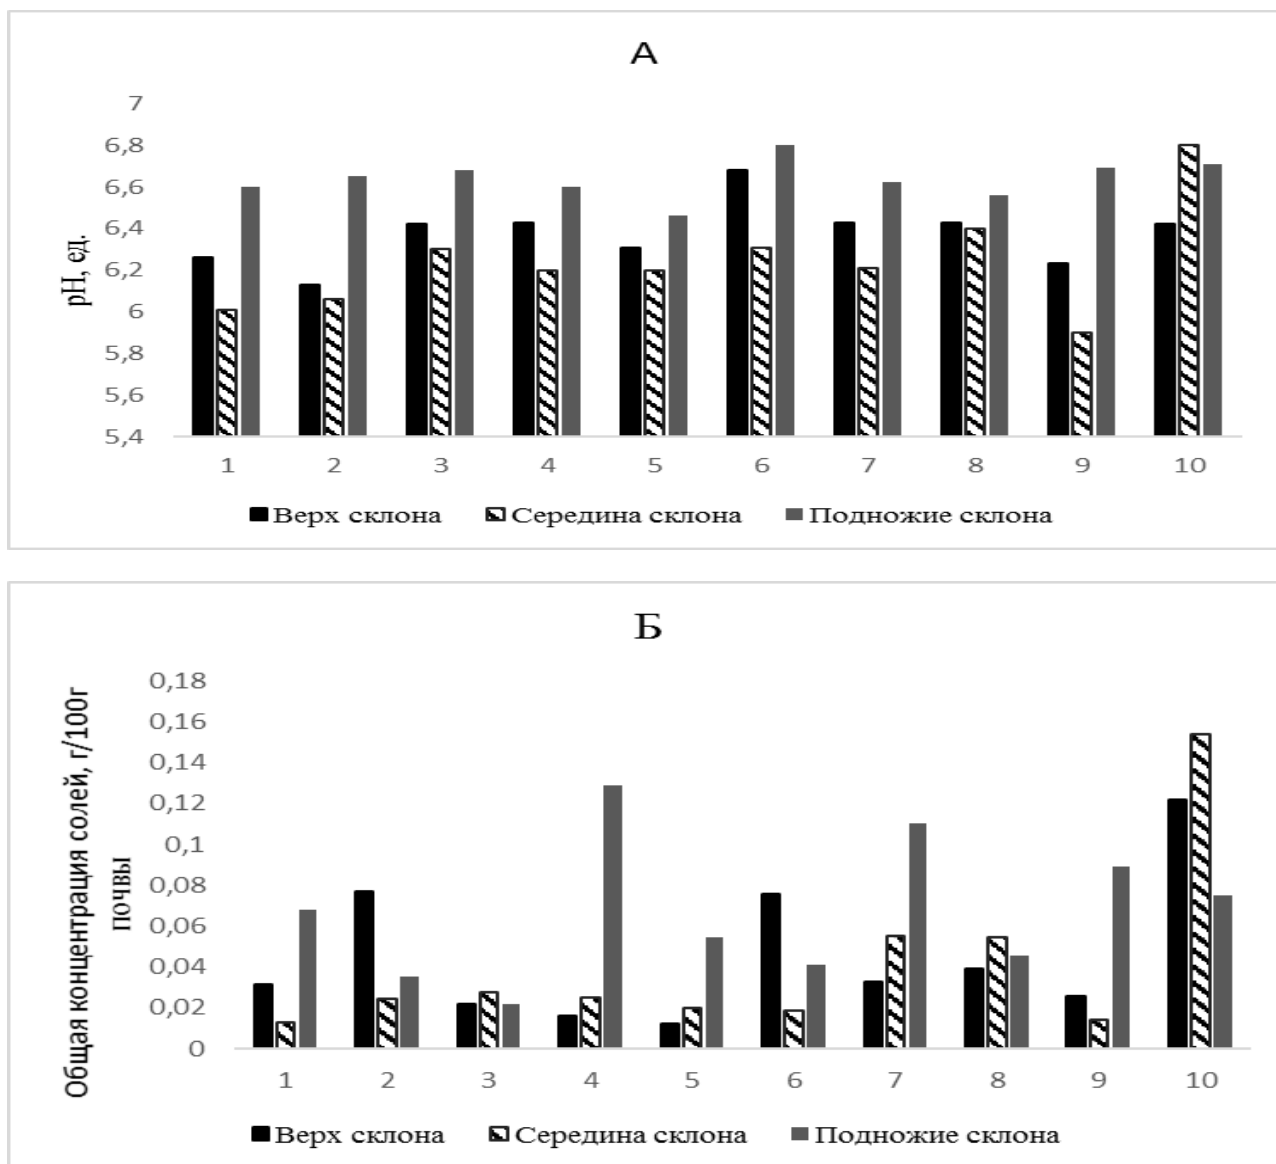 А
7
6,8
6,6
6,4
6,2
6
5,8
5,6
5,4
pH, ед.
1 2 3 4 5 6 7 8 9 10
Верх склона Середина склона Подножие склона
Б
0,18
0,16
0,14
0,12
0,1
0,08
0,06
0,04
0,02
0
Общая концентрация солей, г/100г
почвы
1 2 3 4 5 6 7 8 9 10
Верх склона Середина склона Подножие склона